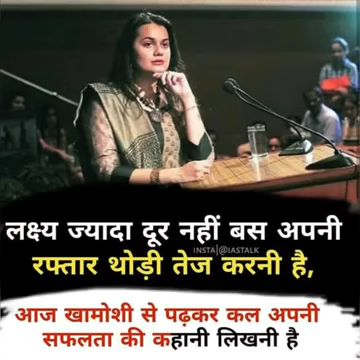 लक्ष्य ज्यादा दूर नहीं बस अपनी
INSTA|@IASTALK
रफ्तार थोड़ी तेज करनी है,
आज खामोशी से पढ़कर कल अपनी
सफलता की कहानी लिखनी है